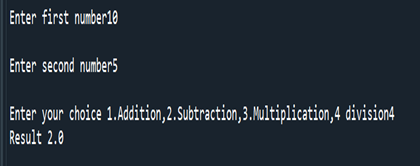 Enter first number10
Enter second number5
Enter your choice 1.Addition,2.Subtraction,3.Multiplication,4 division4
Result 2.0